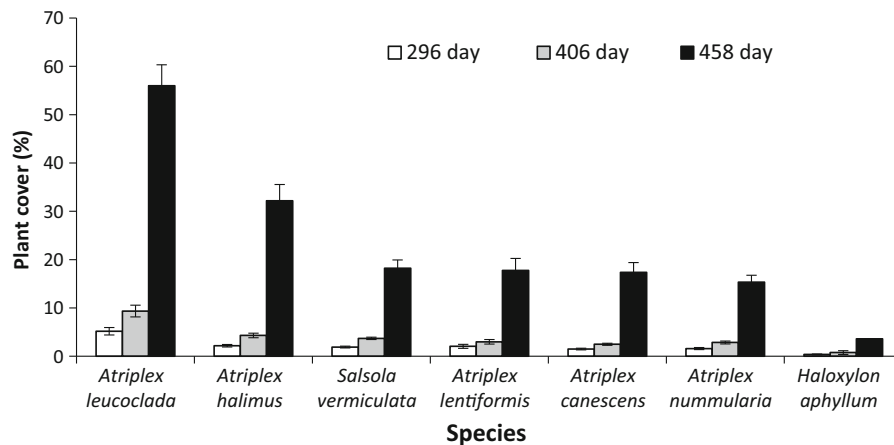 70
60
50
40
30
20
10
0
Plant cover (%)
296 day 406 day 458 day
Atriplex leucoclada
Atriplex halimus
Salsola vermiculata
Atriplex lentiformis
Atriplex canescens
Atriplex nummularia
Haloxylon aphyllum
Species